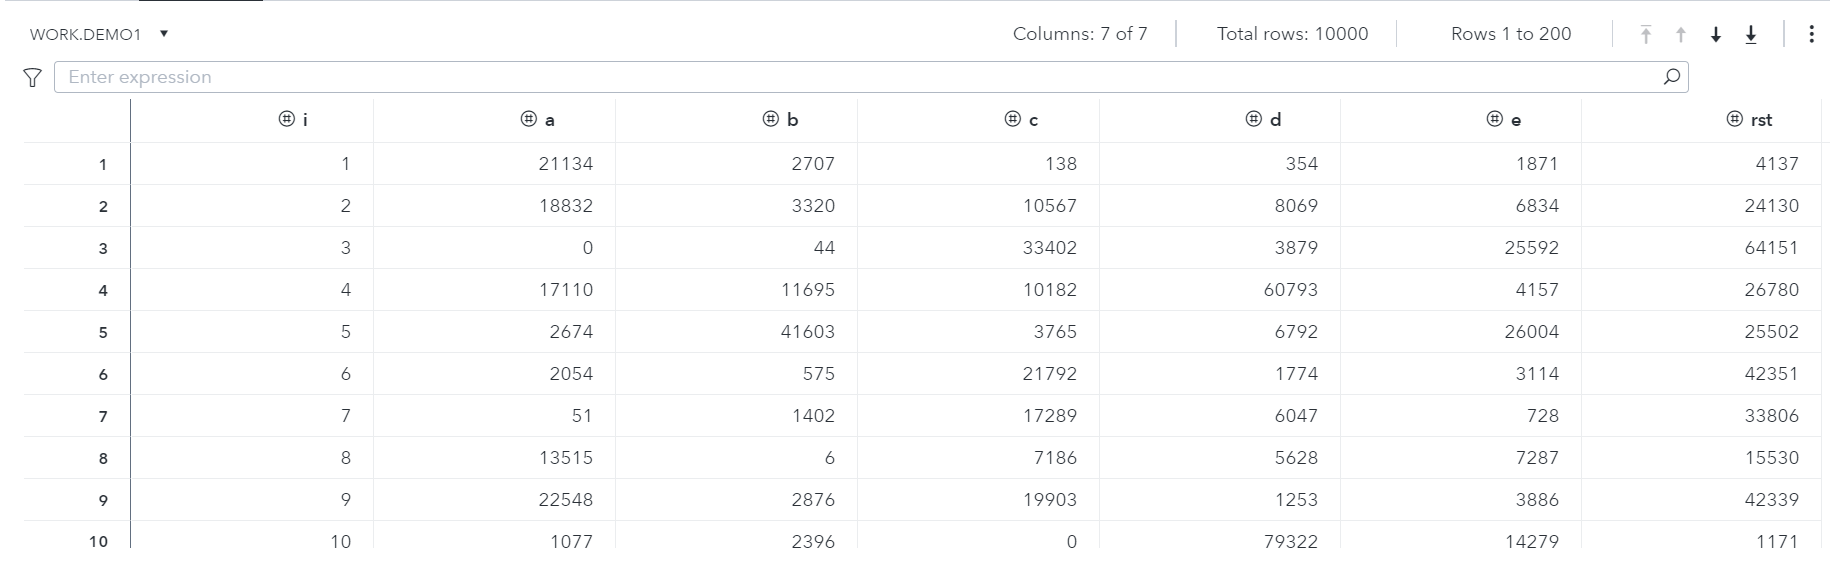 WORK.DEMO1 Columns: 7 of 7 Total rows: 10000 Rows 1 to 200
Enter expression
i a b c d e rst
1 1 21134 2707 138 354 1871 4137
2 2 18832 3320 10567 8069 6834 24130
3 3 0 44 33402 3879 25592 64151
4 4 17110 11695 10182 60793 4157 26780
5 5 2674 41603 3765 6792 26004 25502
6 6 2054 575 21792 1774 3114 42351
7 7 51 1402 17289 6047 728 33806
8 8 13515 6 7186 5628 7287 15530
9 9 22548 2876 19903 1253 3886 42339
10 10 1077 2396 0 79322 14279 1171